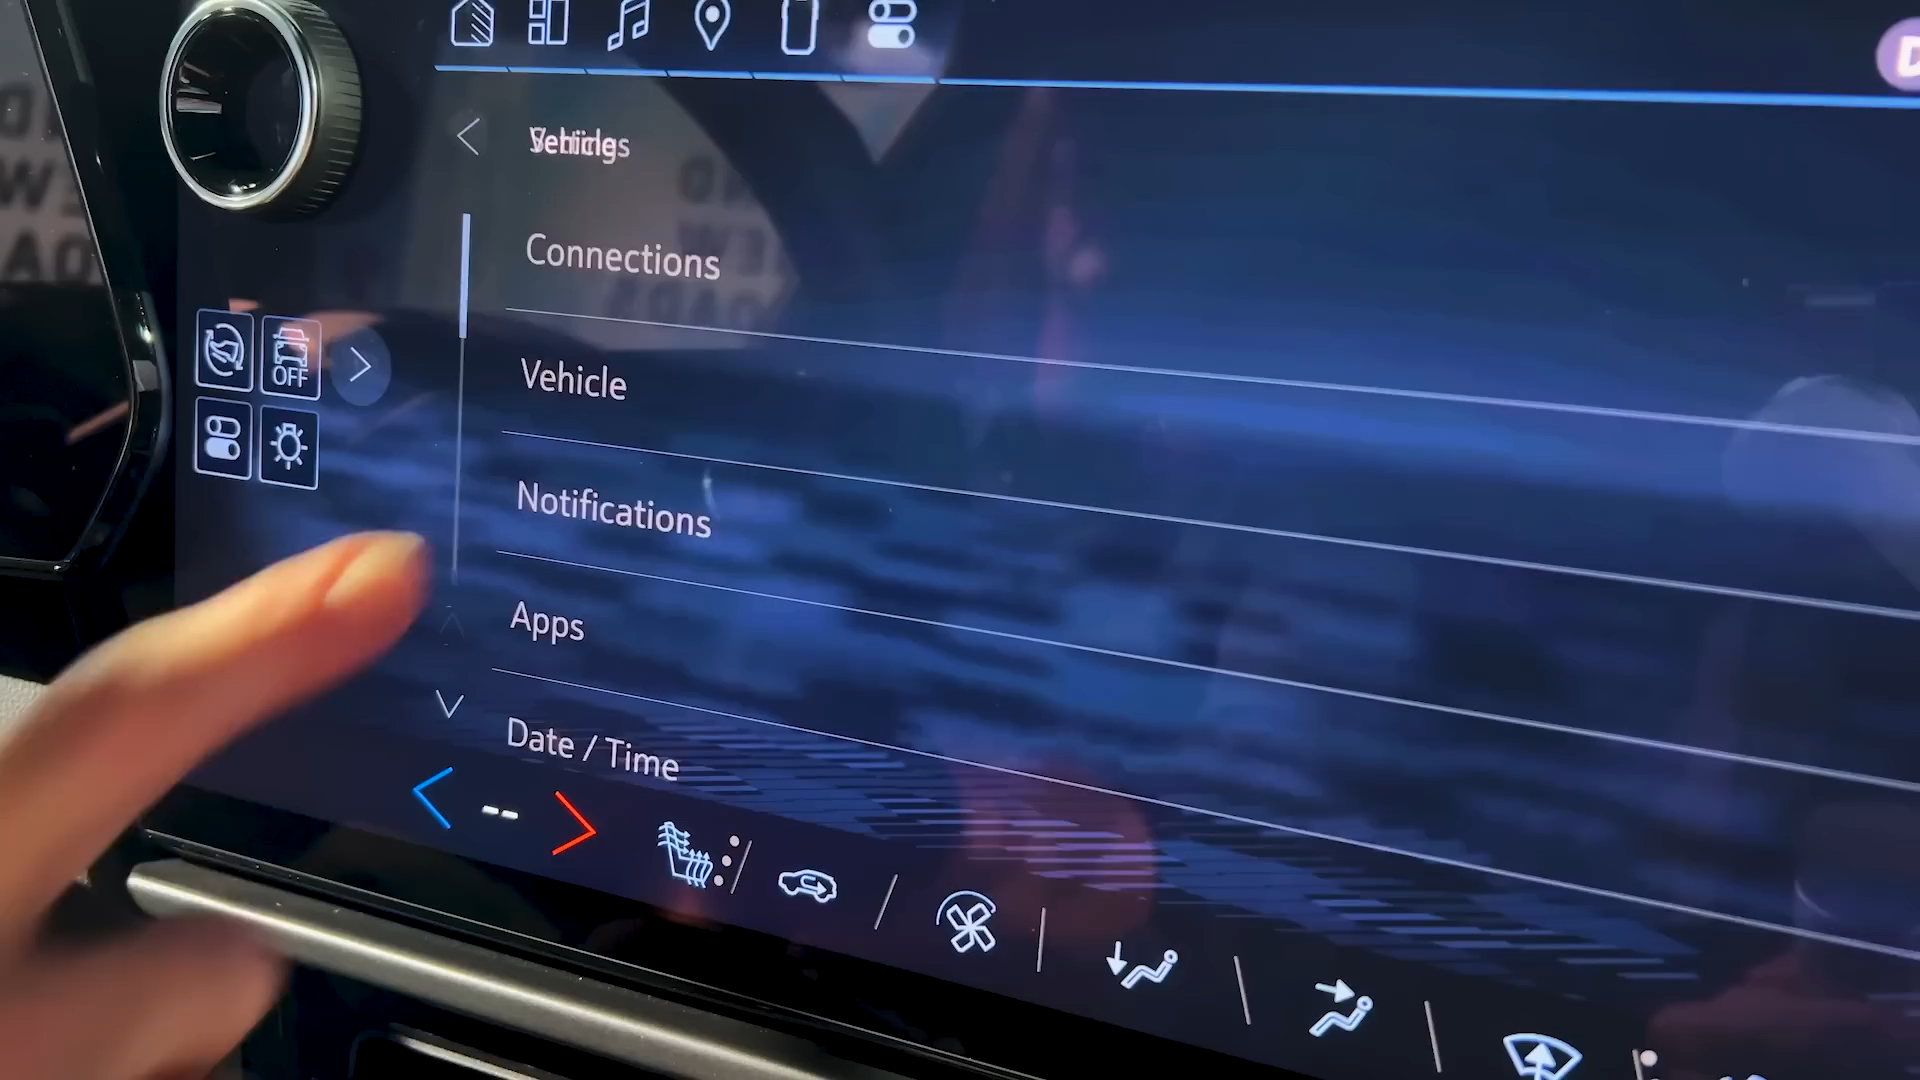 Connections
Vehicle
OFF
Notifications
Apps
Date / Time
--